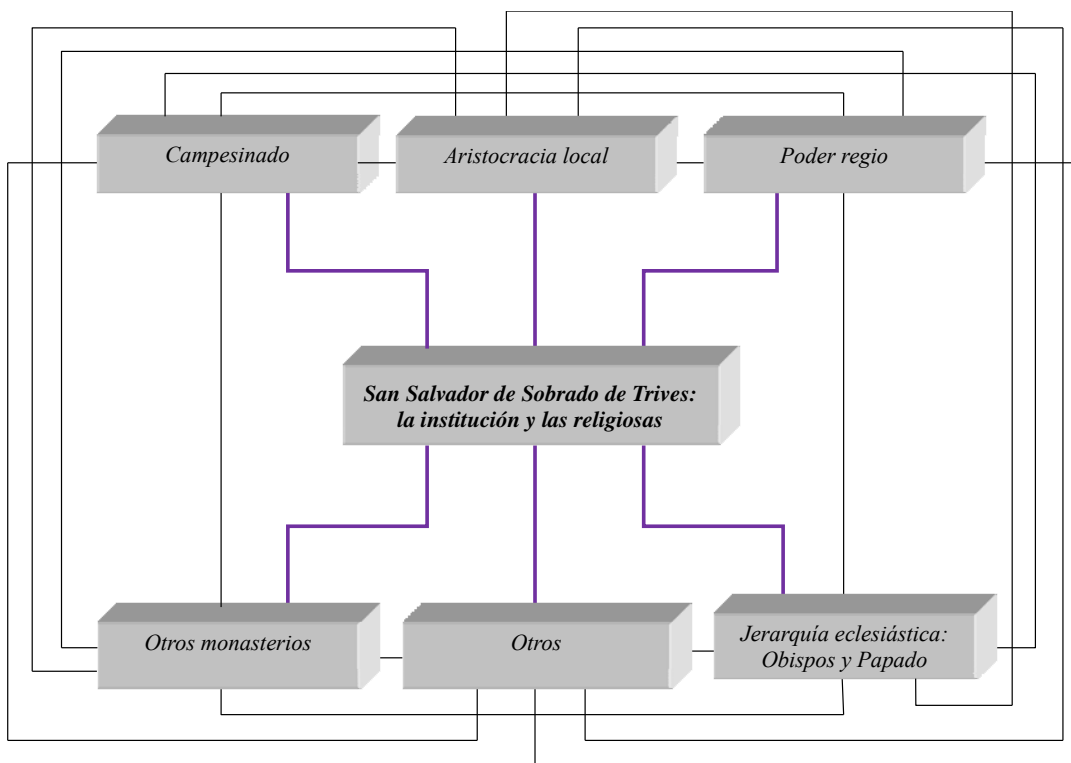 Campesinado
Aristocracia local
Poder regio
San Salvador de Sobrado de Trives:
la institución y las religiosas
Otros monasterios
Otros
Jerarquía eclesiástica:
Obispos y Papado